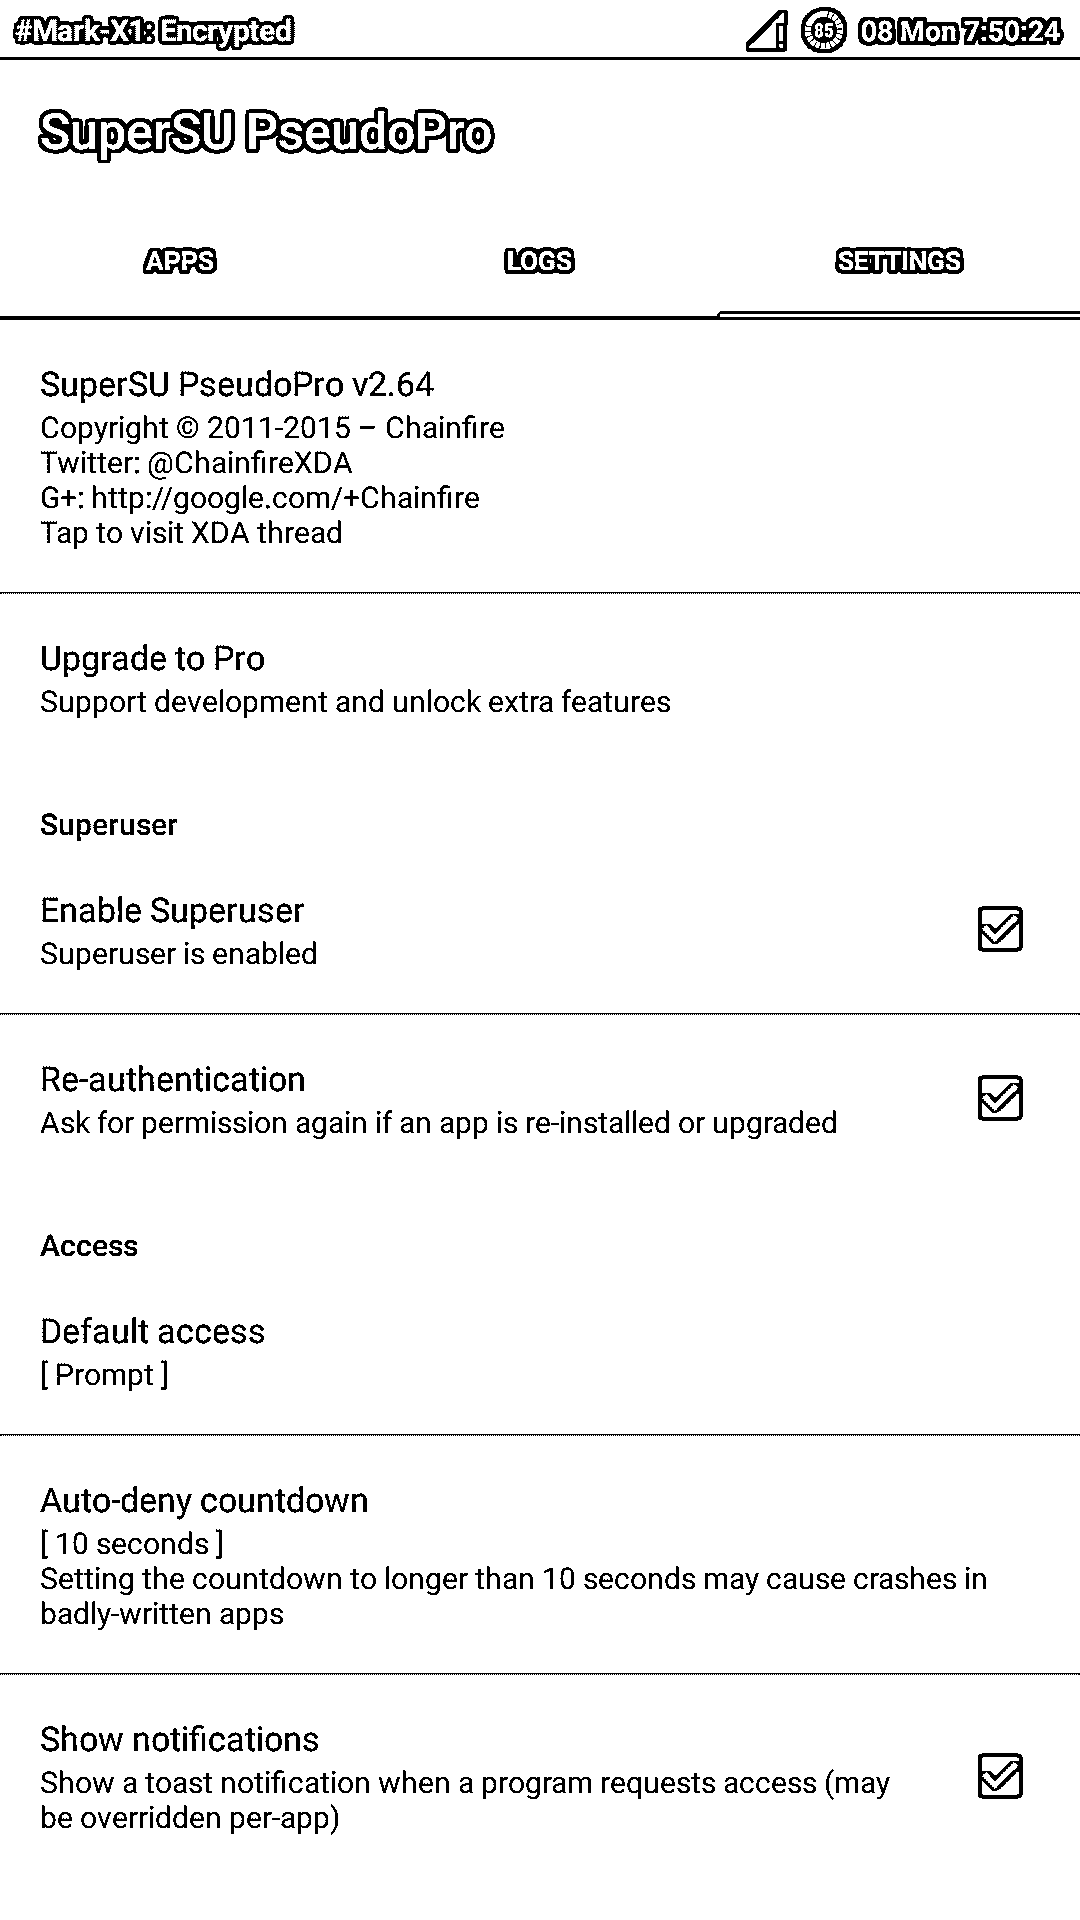 #Mark-X1: Encrypted 85 08 Mon 7:50:24
SuperSU PseudoPro
APPS LOGS SETTINGS
SuperSU PseudoPro v2.64
Copyright © 2011-2015 – Chainfire
Twitter: @ChainfireXDA
G+: http://google.com/+Chainfire
Tap to visit XDA thread
Upgrade to Pro
Support development and unlock extra features
Superuser
Enable Superuser
Superuser is enabled
Re-authentication
Ask for permission again if an app is re-installed or upgraded
Access
Default access
[ Prompt ]
Auto-deny countdown
[ 10 seconds ]
Setting the countdown to longer than 10 seconds may cause crashes in
badly-written apps
Show notifications
Show a toast notification when a program requests access (may
be overridden per-app)